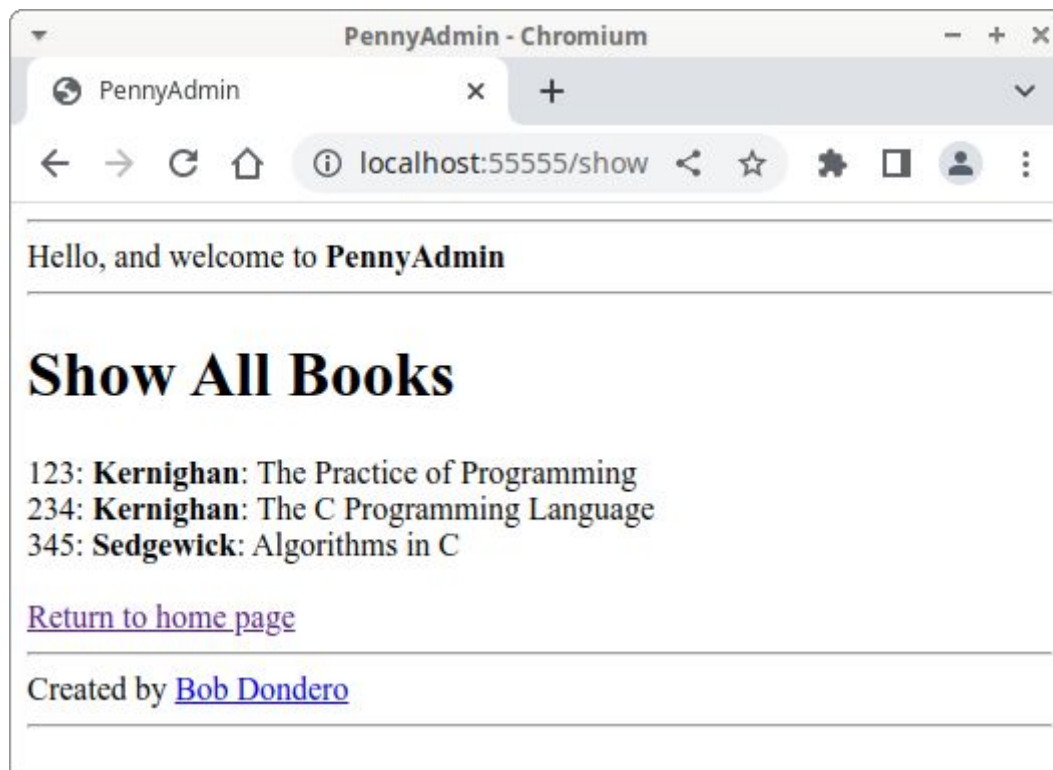 PennyAdmin - Chromium
PennyAdmin
localhost:55555/show
Hello, and welcome to PennyAdmin
Show All Books
123: Kernighan: The Practice of Programming
234: Kernighan: The C Programming Language
345: Sedgewick: Algorithms in C
Return to home page
Created by Bob Dondero